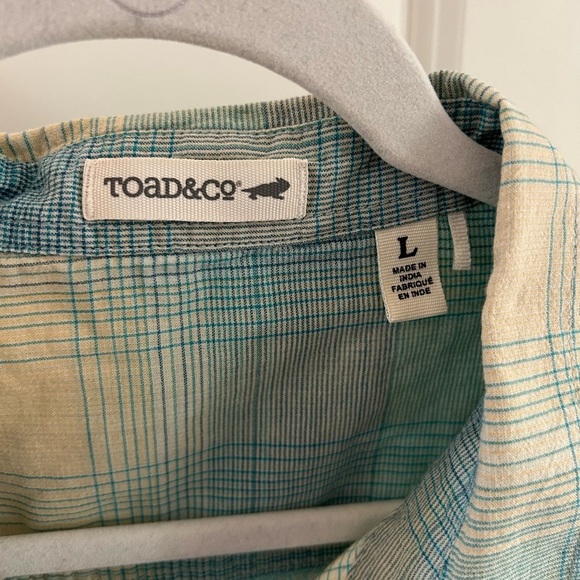 TOAD&CO®
L
MADE IN
INDIA
FABRIQUÉ
EN INDE